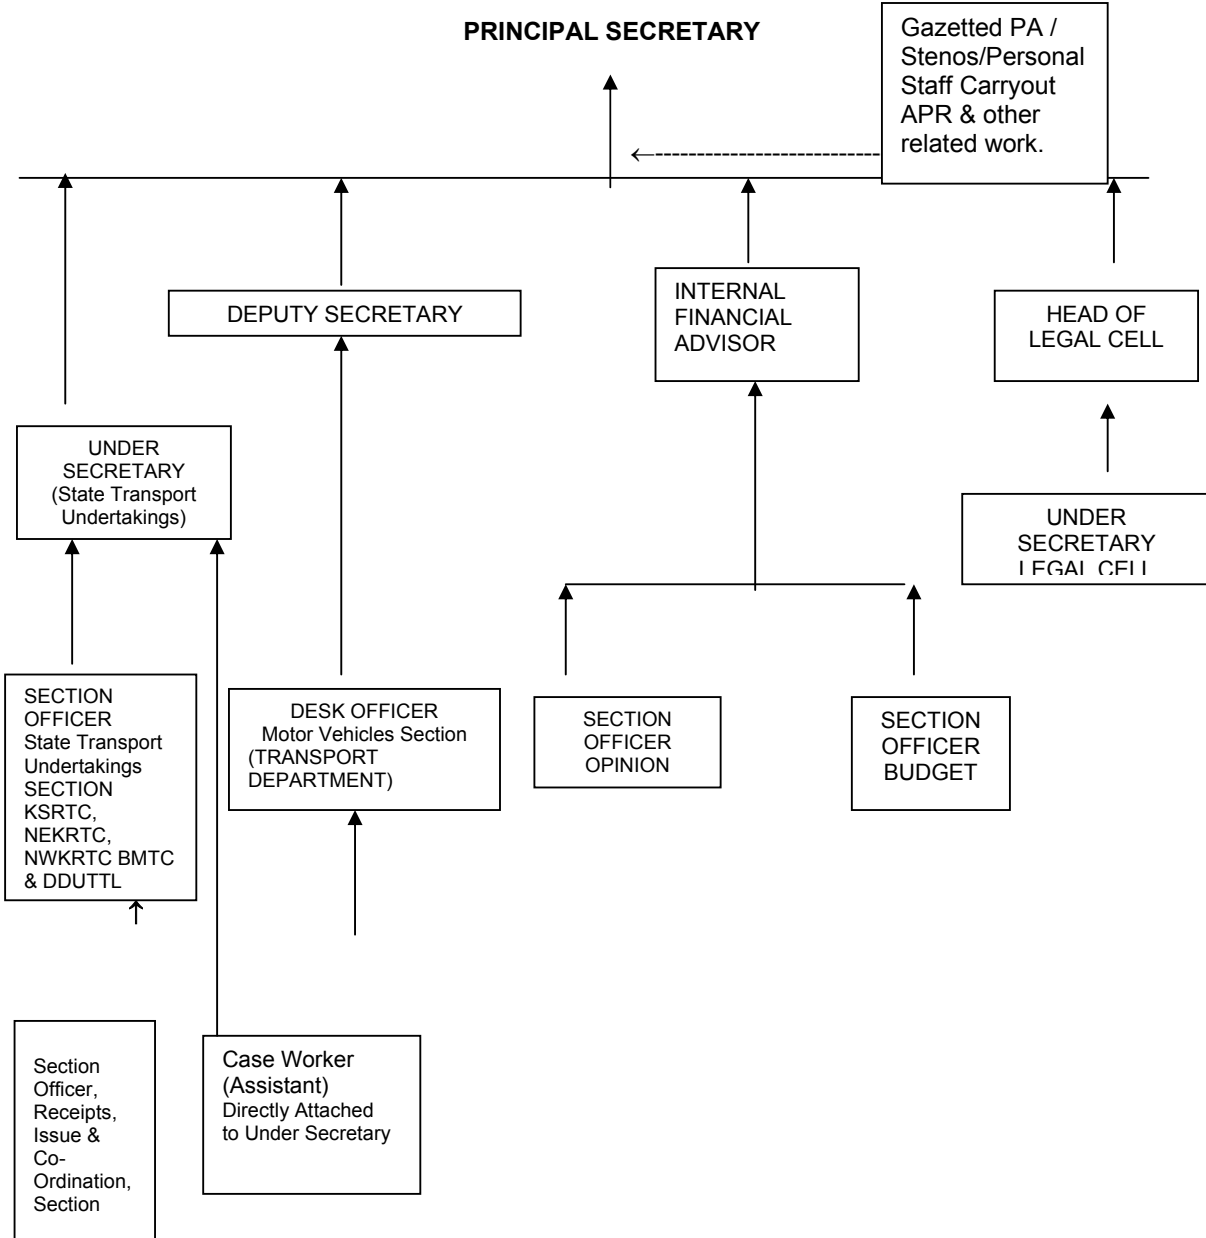 PRINCIPAL SECRETARY
Gazetted PA /
Stenos/Personal
Staff Carryout
APR & other
related work.
DEPUTY SECRETARY
INTERNAL
FINANCIAL
ADVISOR
HEAD OF
LEGAL CELL
UNDER
SECRETARY
(State Transport
Undertakings)
UNDER
SECRETARY
LEGAL CELL
SECTION
OFFICER
State Transport
Undertakings
SECTION
KSRTC,
NEKRTC,
NWKRTC BMTC
& DDUTTL
DESK OFFICER
Motor Vehicles Section
(TRANSPORT
DEPARTMENT)
SECTION
OFFICER
OPINION
SECTION
OFFICER
BUDGET
Section
Officer,
Receipts,
Issue &
Co-
Ordination,
Section
Case Worker
(Assistant)
Directly Attached
to Under Secretary